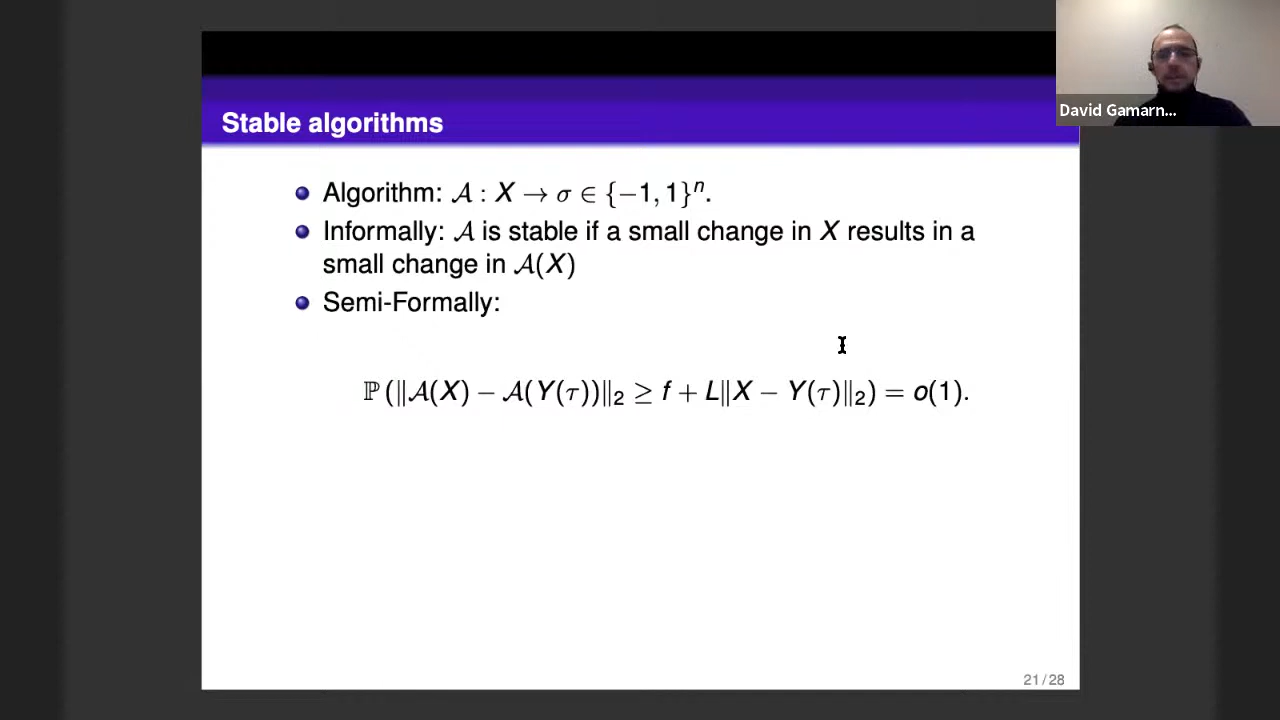 Stable algorithms
David Gamarn...
Algorithm: 𝒜 : X → σ ∈ {−1, 1}ⁿ.
Informally: 𝒜 is stable if a small change in X results in a
small change in 𝒜(X)
Semi-Formally:
ℙ (‖𝒜(X) − 𝒜(Y(τ))‖₂ ≥ f + L‖X − Y(τ)‖₂) = o(1).
21 / 28